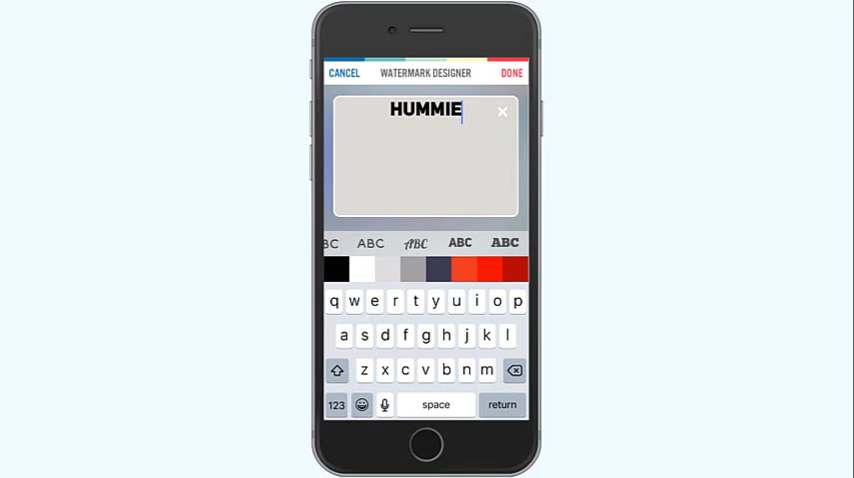 CANCEL WATERMARK DESIGNER DONE
HUMMIE
BC ABC ABC ABC ABC
q w e r t y u i o p
a s d f g h j k l
z x c v b n m
123 space return